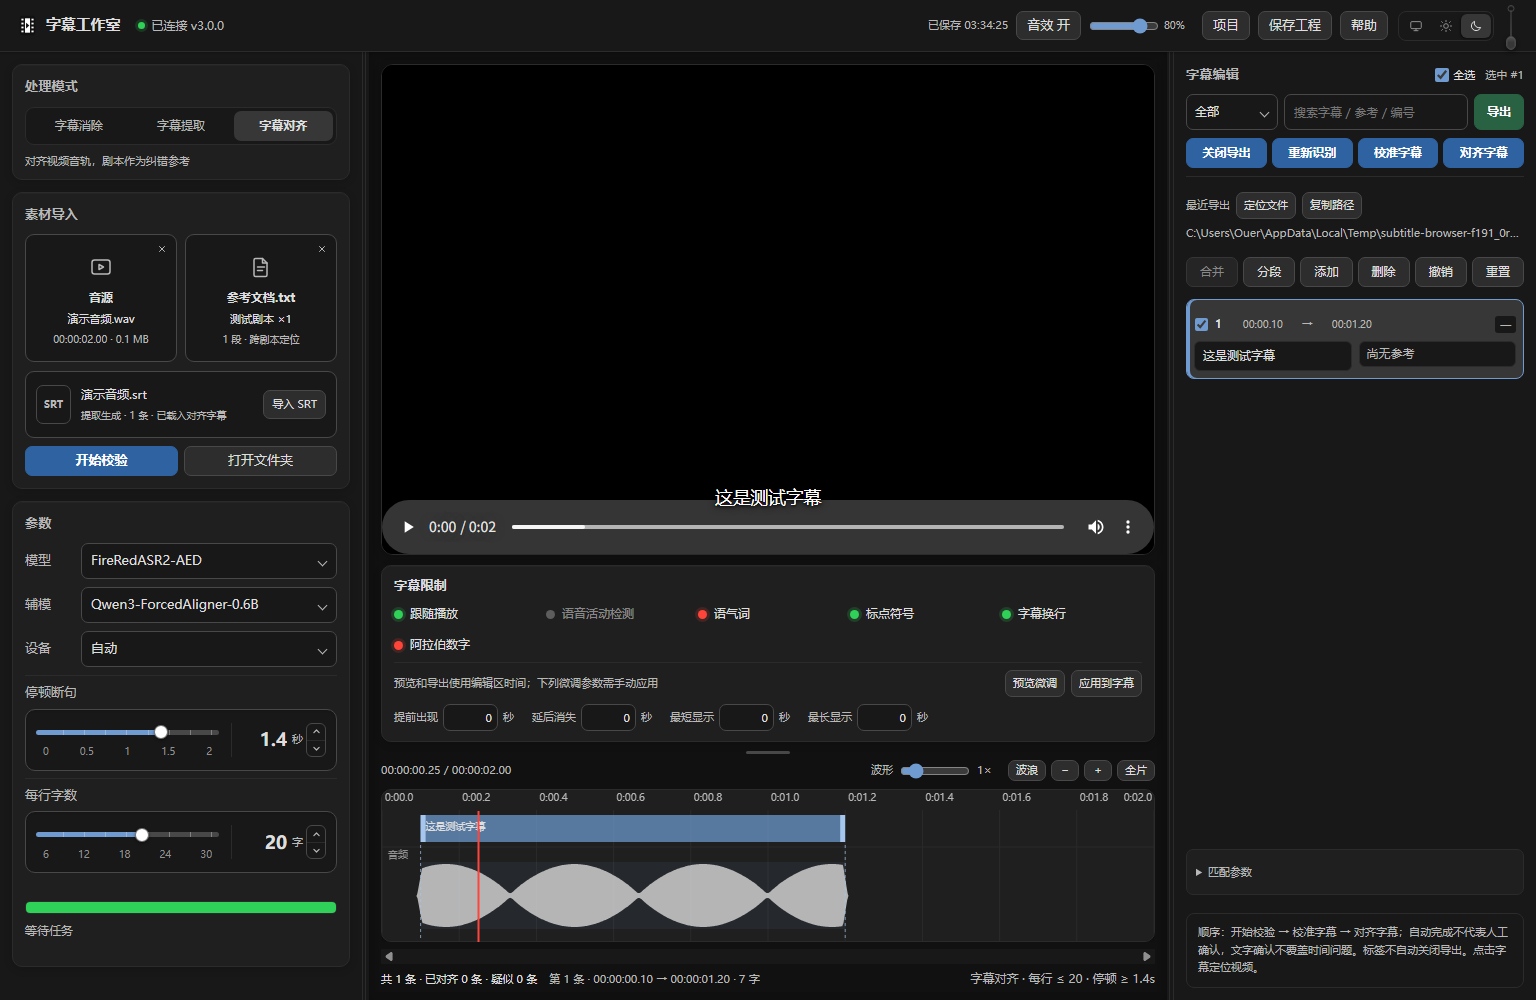 字幕工作室 已连接 v3.0.0 已保存 03:34:25 音效 开 80% 项目 保存工程 帮助
处理模式
字幕消除 字幕提取 字幕对齐
对齐视频音轨，剧本作为纠错参考
素材导入
× ×
音源 参考文档.txt
演示音频.wav 测试剧本 ×1
00:00:02.00 · 0.1 MB 1 段 · 跨剧本定位
SRT 演示音频.srt 导入 SRT
提取生成 · 1 条 · 已载入对齐字幕
开始校验 打开文件夹
参数
模型 FireRedASR2-AED
辅模 Qwen3-ForcedAligner-0.6B
设备 自动
停顿断句
1.4 秒
0 0.5 1 1.5 2
每行字数
20 字
6 12 18 24 30
等待任务
这是测试字幕
0:00 / 0:02
字幕限制
跟随播放 语音活动检测 语气词 标点符号 字幕换行
阿拉伯数字
预览和导出使用编辑区时间；下列微调参数需手动应用 预览微调 应用到字幕
提前出现 0 秒 延后消失 0 秒 最短显示 0 秒 最长显示 0 秒
00:00:00.25 / 00:00:02.00 波形 1× 波浪 − + 全片
0:00.0 0:00.2 0:00.4 0:00.6 0:00.8 0:01.0 0:01.2 0:01.4 0:01.6 0:01.8 0:02.0
这是测试字幕
音频
共 1 条 · 已对齐 0 条 · 疑似 0 条 第 1 条 · 00:00:00.10 → 00:00:01.20 · 7 字 字幕对齐 · 每行 ≤ 20 · 停顿 ≥ 1.4s
字幕编辑 全选 选中 #1
全部 搜索字幕 / 参考 / 编号 导出
关闭导出 重新识别 校准字幕 对齐字幕
最近导出 定位文件 复制路径
C:\Users\Ouer\AppData\Local\Temp\subtitle-browser-f191_0r...
合并 分段 添加 删除 撤销 重置
1 00:00.10 → 00:01.20 —
这是测试字幕 尚无参考
匹配参数
顺序：开始校验 → 校准字幕 → 对齐字幕；自动完成不代表人工
确认，文字确认不覆盖时间问题。标签不自动关闭导出。点击字
幕定位视频。